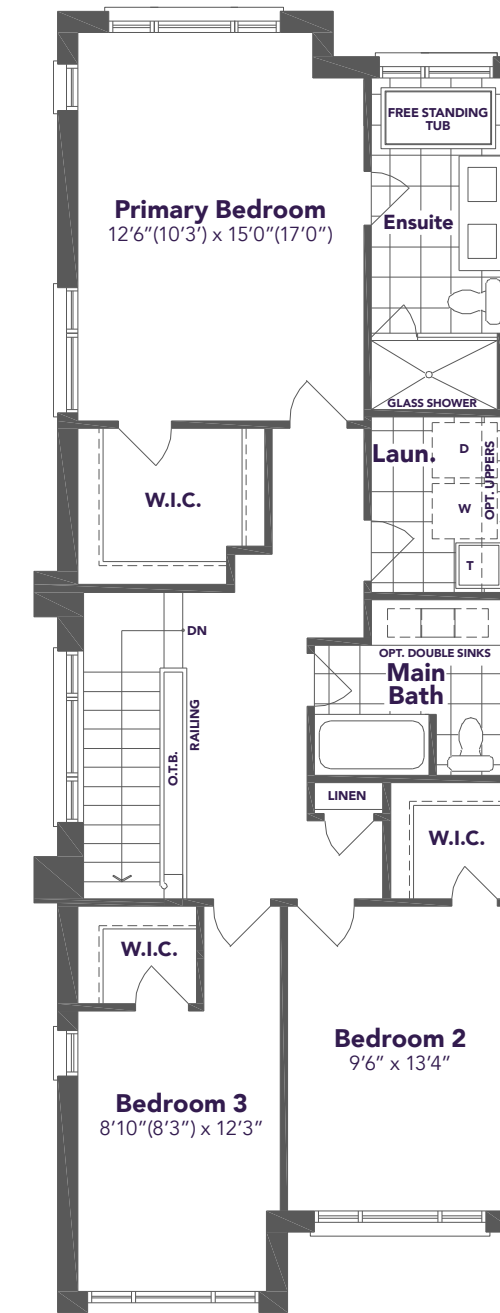 FREE STANDING
TUB
Primary Bedroom
12'6"(10'3') x 15'0"(17'0")
Ensuite
GLASS SHOWER
Laun.
D
OPT. UPPERS
W
T
W.I.C.
DN
OPT. DOUBLE SINKS
Main
Bath
RAILING
O.T.B.
LINEN
W.I.C.
W.I.C.
Bedroom 2
9'6" x 13'4"
Bedroom 3
8'10"(8'3") x 12'3"